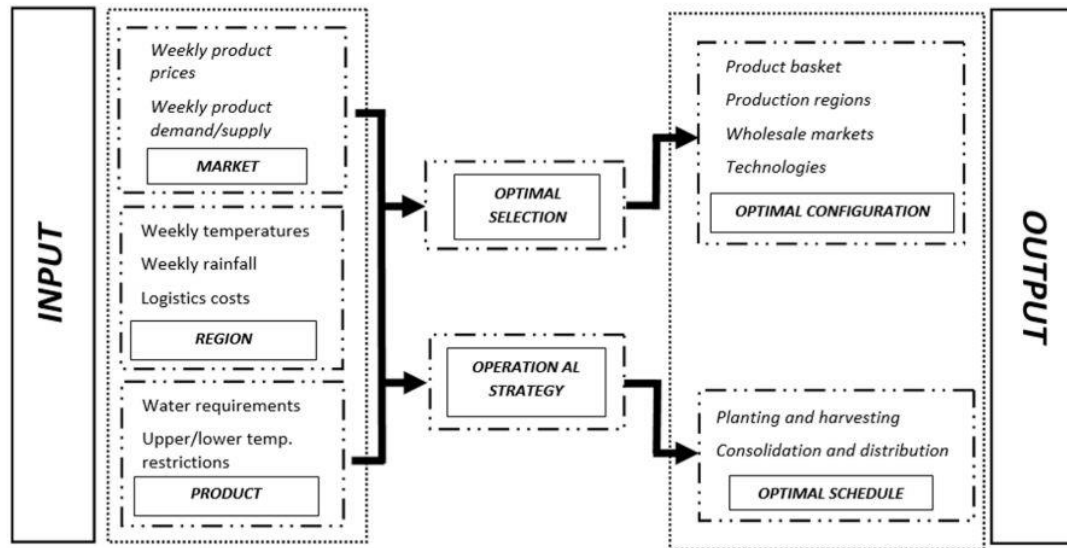 INPUT
Weekly product
prices
Weekly product
demand/supply
MARKET
Weekly temperatures
Weekly rainfall
Logistics costs
REGION
Water requirements
Upper/lower temp.
restrictions
PRODUCT
OPTIMAL
SELECTION
OPERATION AL
STRATEGY
Product basket
Production regions
Wholesale markets
Technologies
OPTIMAL CONFIGURATION
Planting and harvesting
Consolidation and distribution
OPTIMAL SCHEDULE
OUTPUT